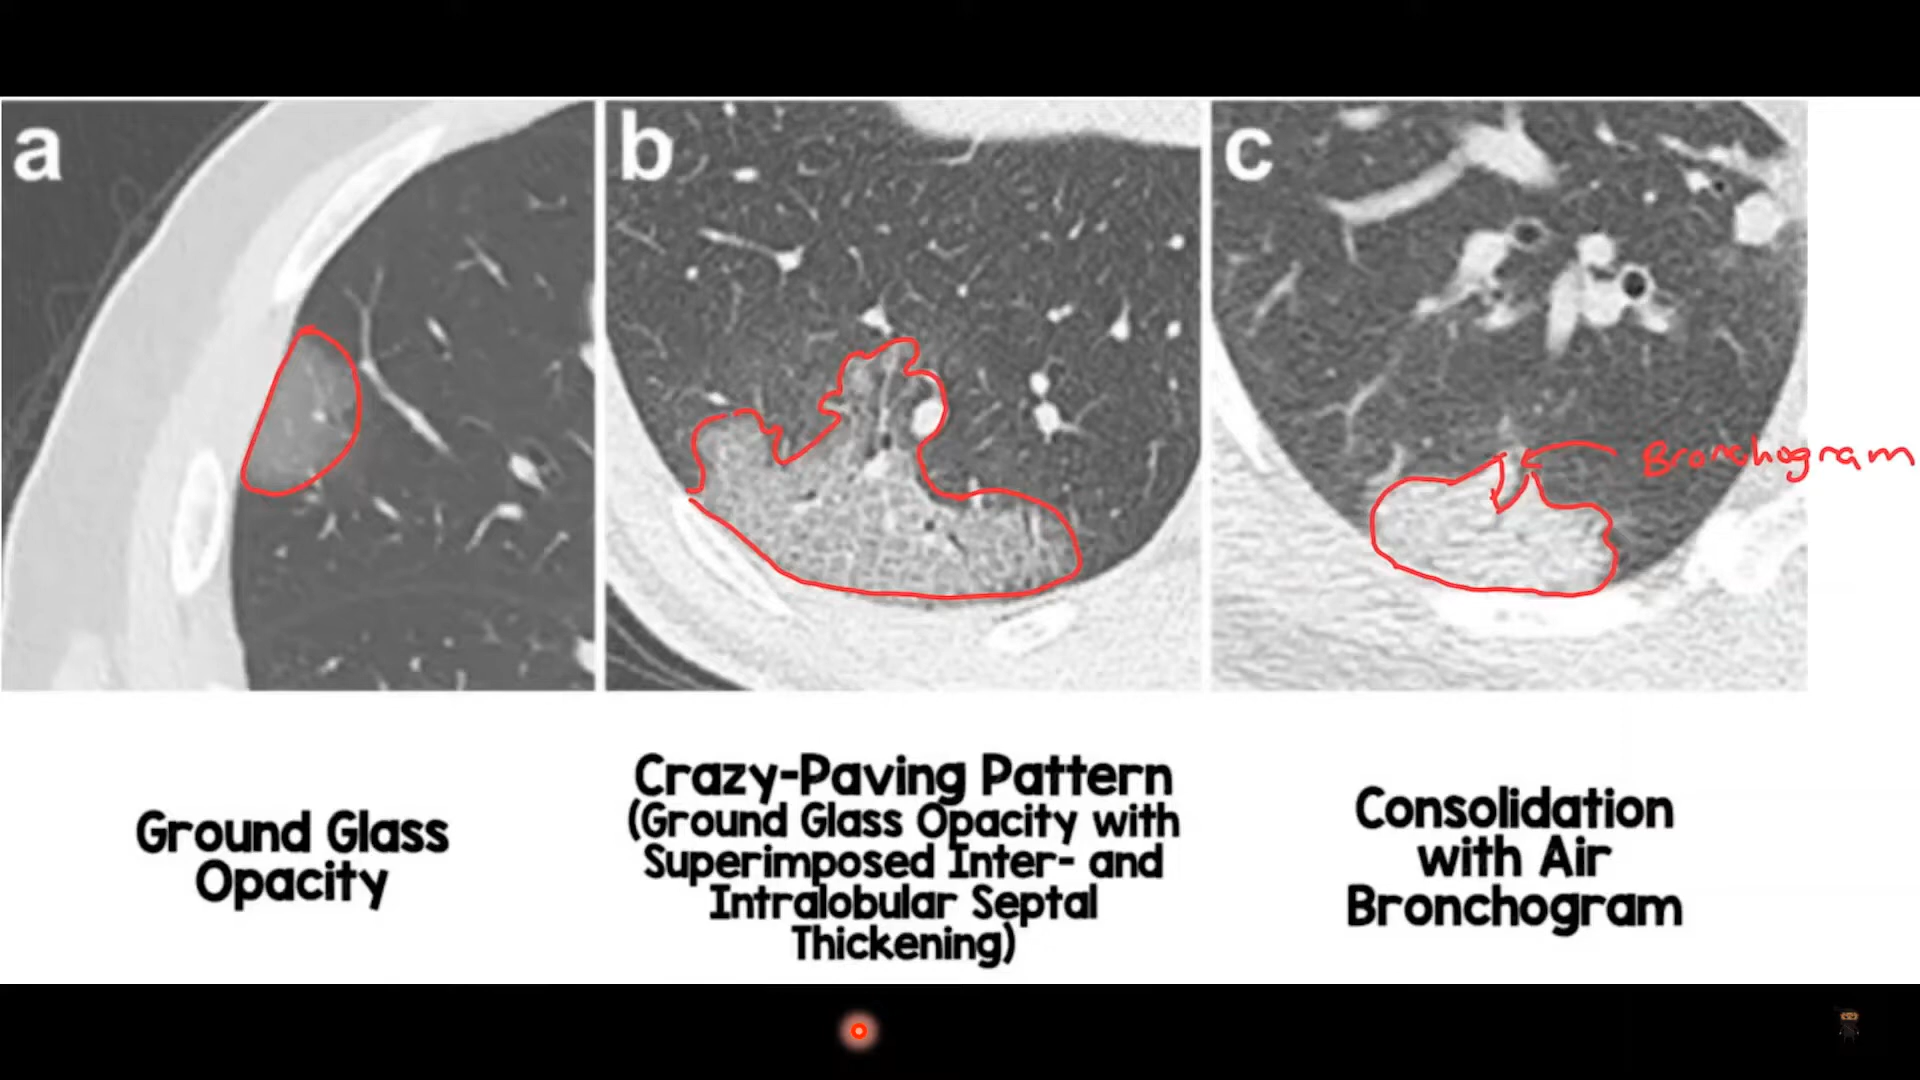 a
b
c
Bronchogram
Ground Glass
Opacity
Crazy-Paving Pattern
(Ground Glass Opacity with
Superimposed Inter- and
Intralobular Septal
Thickening)
Consolidation
with Air
Bronchogram